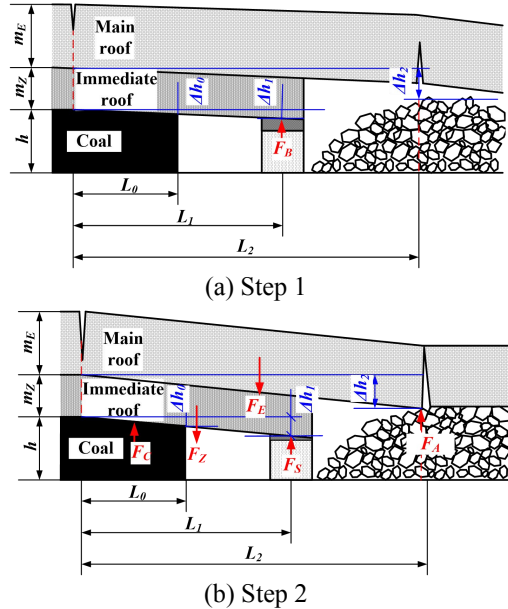 m_E
Main
roof
m_Z
Immediate
roof
Δh_0
Δh_1
Δh_2
h
Coal
F_B
L_0
L_1
L_2
(a) Step 1
m_E
Main
roof
m_Z
Immediate
roof
Δh_0
F_E
Δh_1
Δh_2
h
Coal
F_C
F_Z
F_S
F_A
L_0
L_1
L_2
(b) Step 2